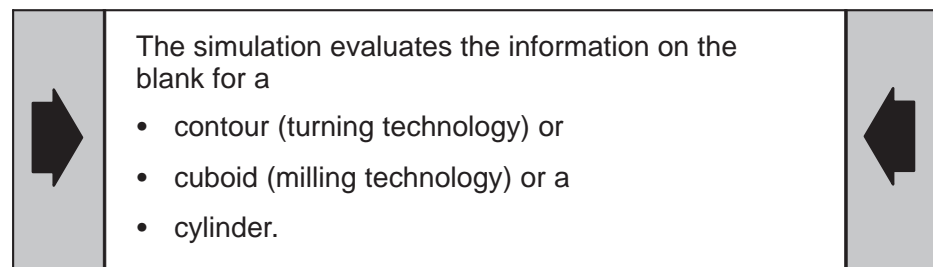 The simulation evaluates the information on the
blank for a
• contour (turning technology) or
• cuboid (milling technology) or a
• cylinder.